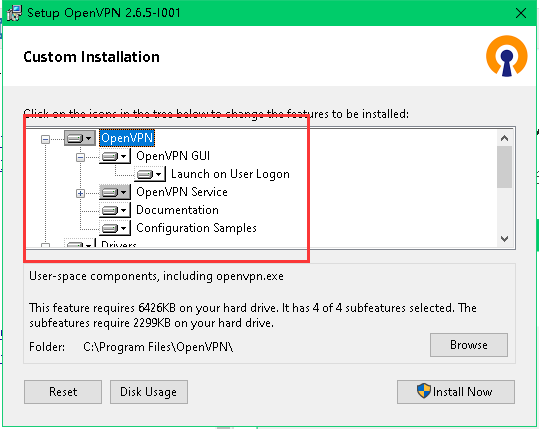 Setup OpenVPN 2.6.5-I001
Custom Installation
Click on the icons in the tree below to change the features to be installed:
OpenVPN
OpenVPN GUI
Launch on User Logon
OpenVPN Service
Documentation
Configuration Samples
Drivers
User-space components, including openvpn.exe
This feature requires 6426KB on your hard drive. It has 4 of 4 subfeatures selected. The
subfeatures require 2299KB on your hard drive.
Folder: C:\Program Files\OpenVPN\
Browse
Reset Disk Usage Install Now